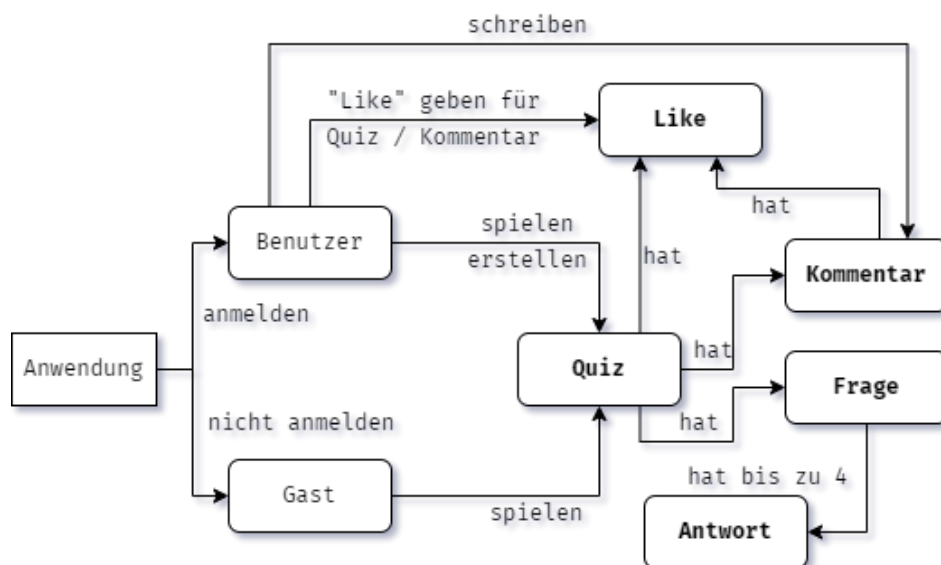 schreiben
"Like" geben für
Quiz / Kommentar
Like
hat
Benutzer
spielen
erstellen
hat
Kommentar
anmelden
Anwendung
Quiz
hat
Frage
nicht anmelden
hat
Gast
spielen
hat bis zu 4
Antwort